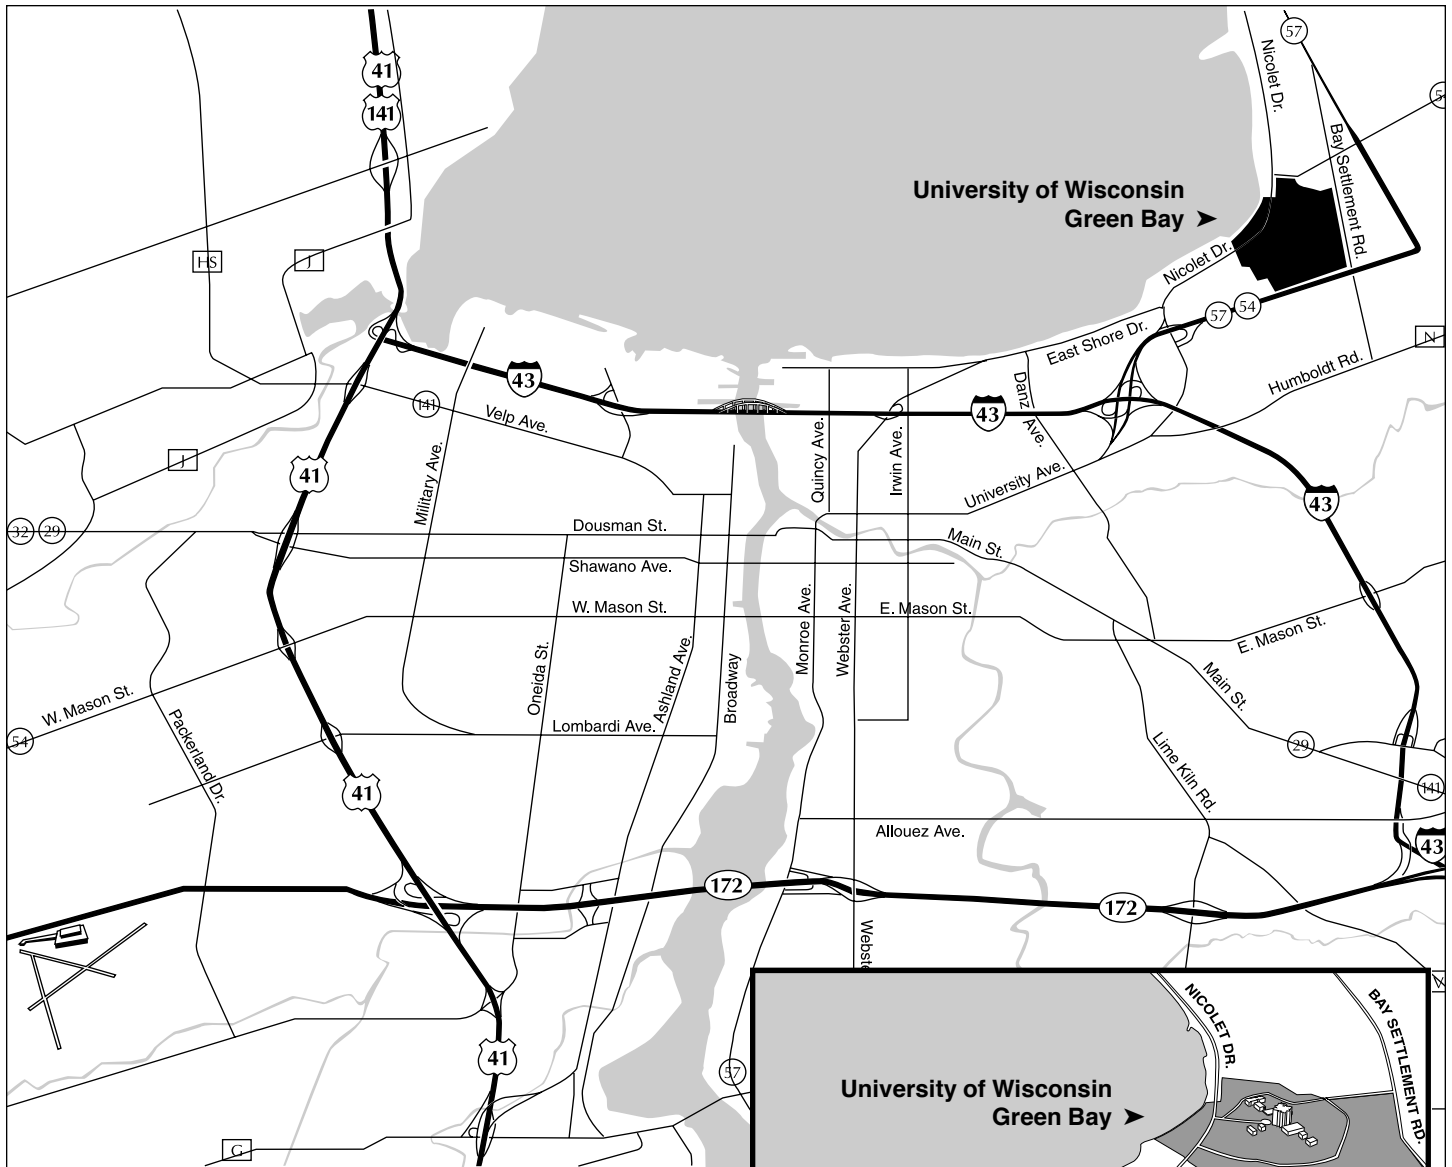 57
41
141
Nicolet Dr.
Bay Settlement Rd.
University of Wisconsin
Green Bay
Nicolet Dr.
HS
J
57
54
N
East Shore Dr.
Humboldt Rd.
43
141
Velp Ave.
43
Danz Ave.
Military Ave.
Quincy Ave.
Irwin Ave.
University Ave.
J
41
43
32
29
Dousman St.
Main St.
Shawano Ave.
W. Mason St.
E. Mason St.
E. Mason St.
Monroe Ave.
Webster Ave.
Oneida St.
Ashland Ave.
Broadway
Main St.
W. Mason St.
54
Packerland Dr.
Lombardi Ave.
29
Lime Kiln Rd.
41
141
Allouez Ave.
43
172
172
Webste
41
57
G
NICOLET DR.
BAY SETTLEMENT RD.
University of Wisconsin
Green Bay